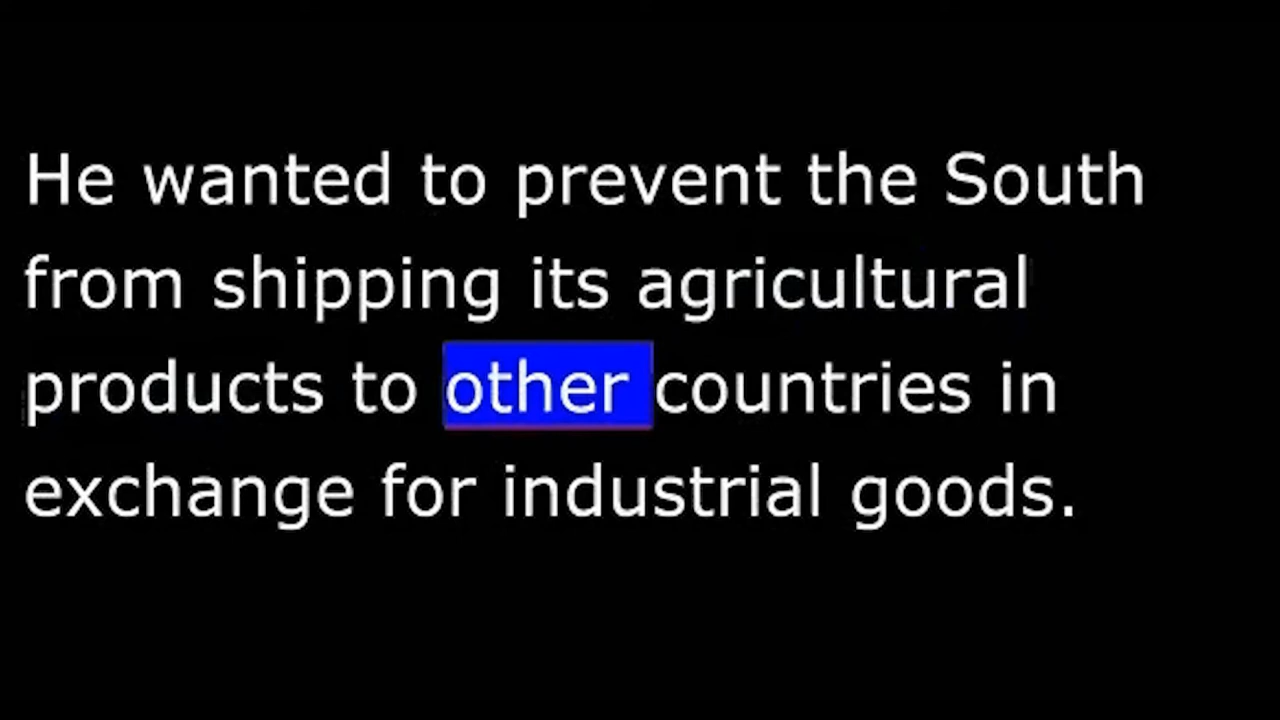 He wanted to prevent the South
from shipping its agricultural
products to other countries in
exchange for industrial goods.